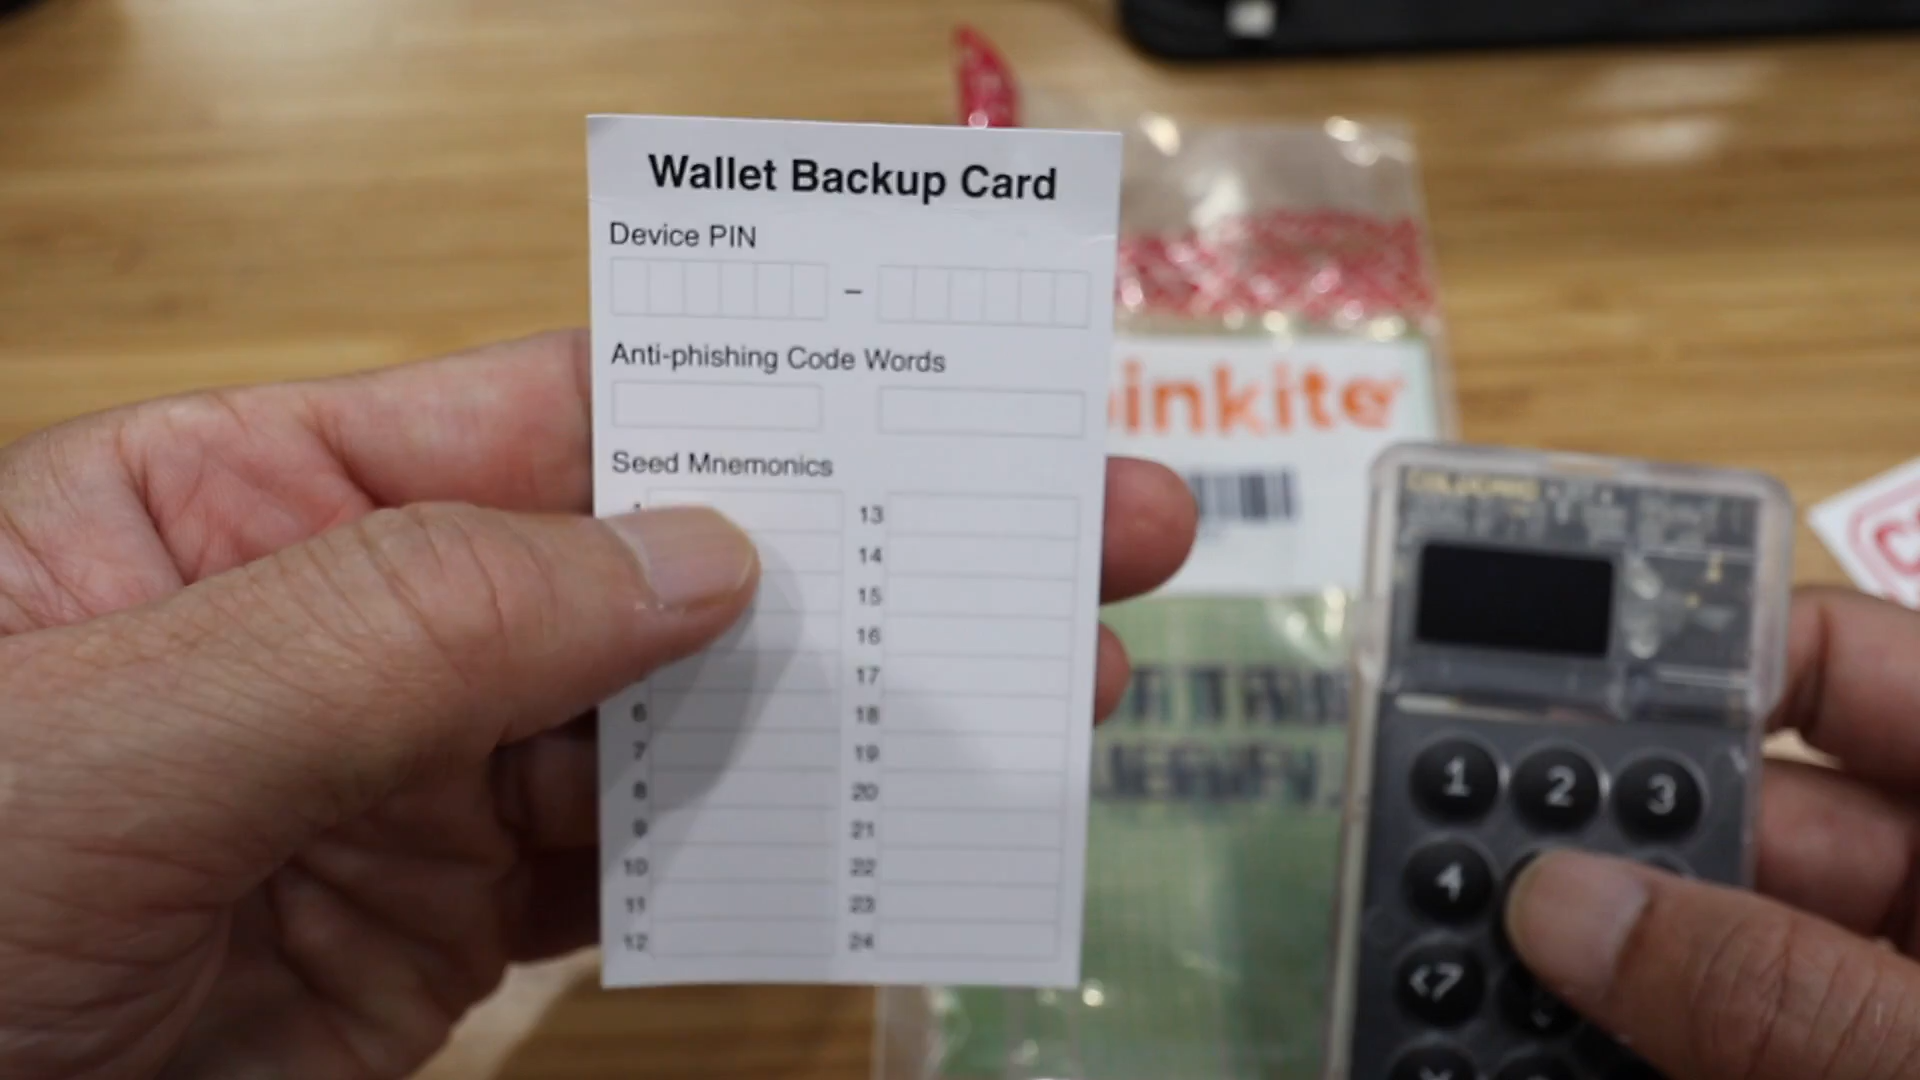 Wallet Backup Card
Device PIN
–
Anti-phishing Code Words
Seed Mnemonics
13
14
15
16
17
6 18
7 19
8 20
9 21
10 22
11 23
12 24
inkite
1 2 3
4
<7